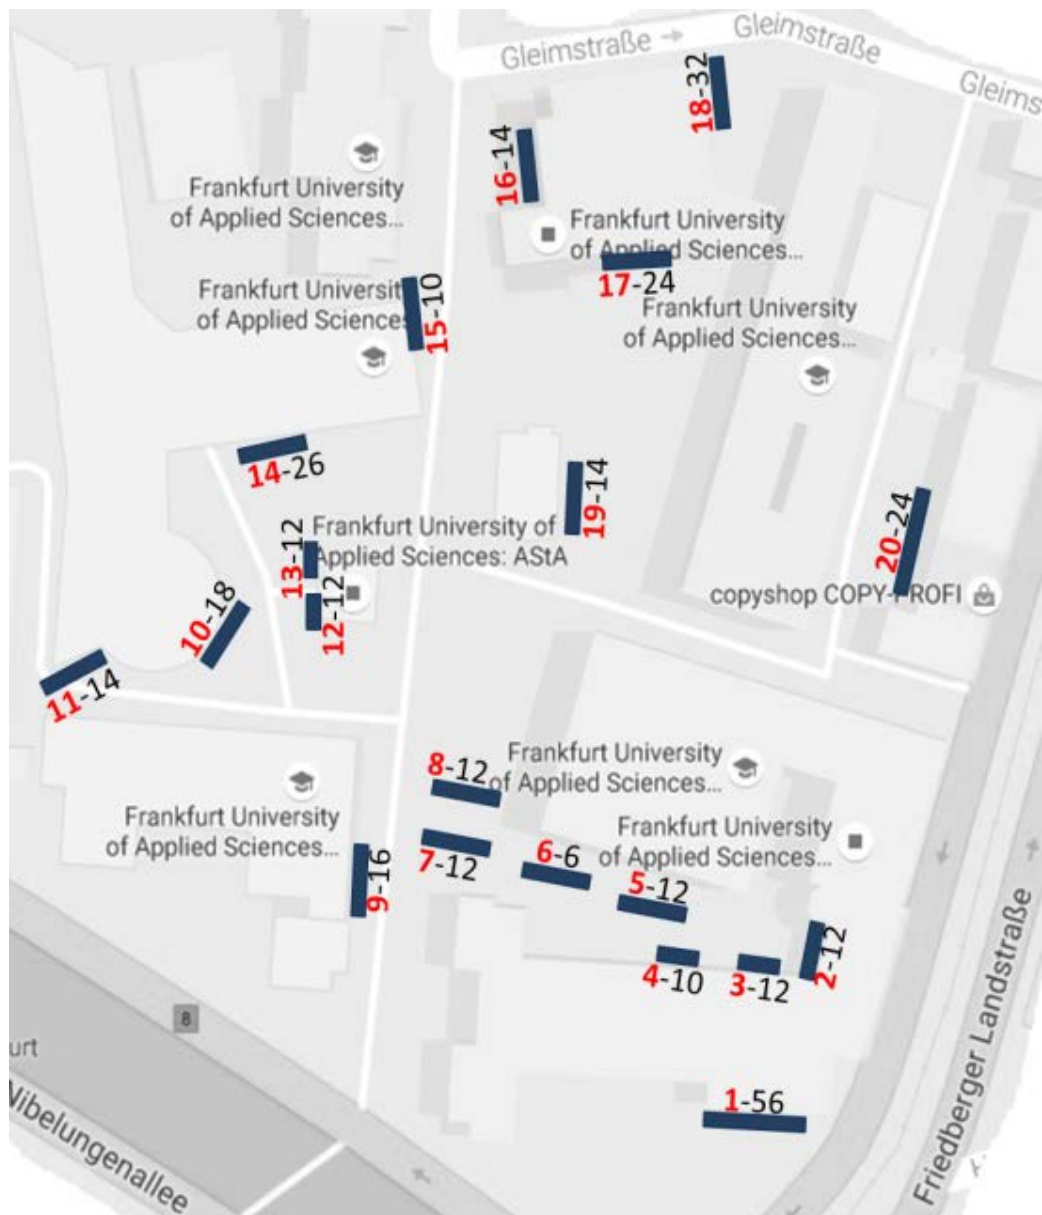 Gleimstraße
Gleimstraße
Gleims
18-32
16-14
Frankfurt University
of Applied Sciences...
Frankfurt University
of Applied Sciences...
17-24
Frankfurt Universit
of Applied Sciences
15-10
Frankfurt University
of Applied Sciences...
14-26
19-14
20-24
Frankfurt University of
Applied Sciences: AStA
13-12
12-12
10-18
copyshop COPY-PROFI
11-14
8-12
Frankfurt University
of Applied Sciences...
Frankfurt University
of Applied Sciences...
Frankfurt University
of Applied Sciences...
7-12
6-6
9-16
5-12
2-12
4-10
3-12
8
urt
Nibelungenallee
1-56
Friedberger Landstraße